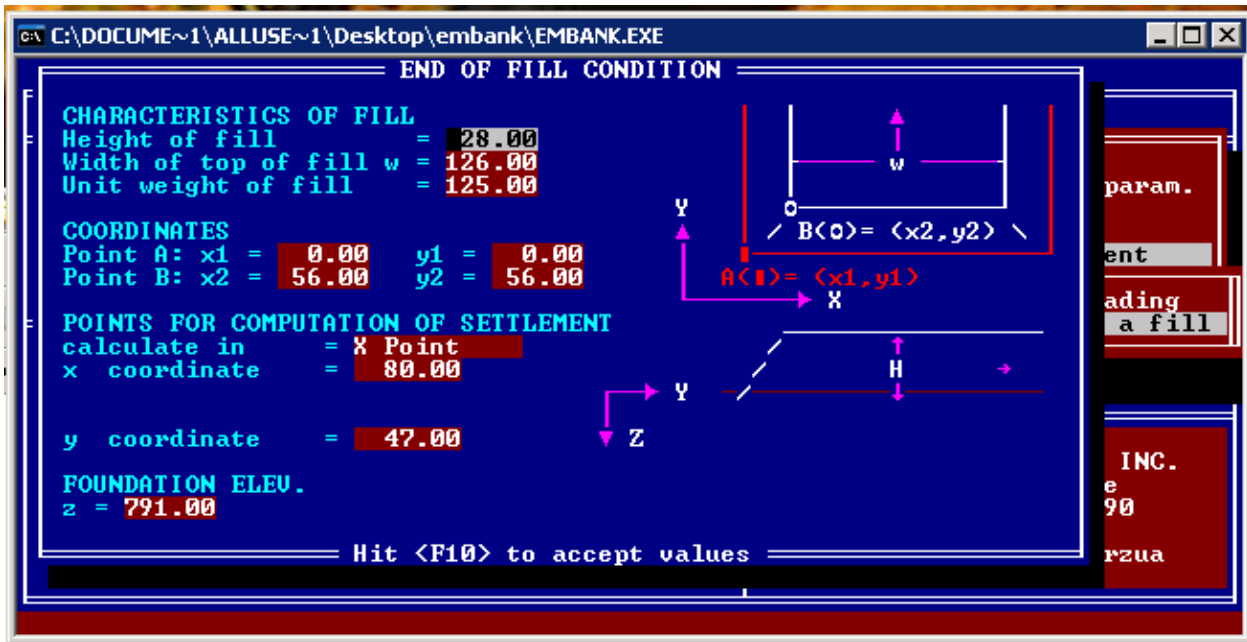 C:\DOCUME~1\ALLUSE~1\Desktop\embank\EMBANK.EXE
END OF FILL CONDITION
CHARACTERISTICS OF FILL
Height of fill = 28.00
Width of top of fill w = 126.00
Unit weight of fill = 125.00
COORDINATES
Point A: x1 = 0.00 y1 = 0.00
Point B: x2 = 56.00 y2 = 56.00
POINTS FOR COMPUTATION OF SETTLEMENT
calculate in = X Point
x coordinate = 80.00
y coordinate = 47.00
FOUNDATION ELEV.
z = 791.00
Hit <F10> to accept values
w
Y
B(o)= (x2,y2)
A(▮)= (x1,y1)
X
H
Y
Z
param.
ent
ading
a fill
INC.
e
90
rzua